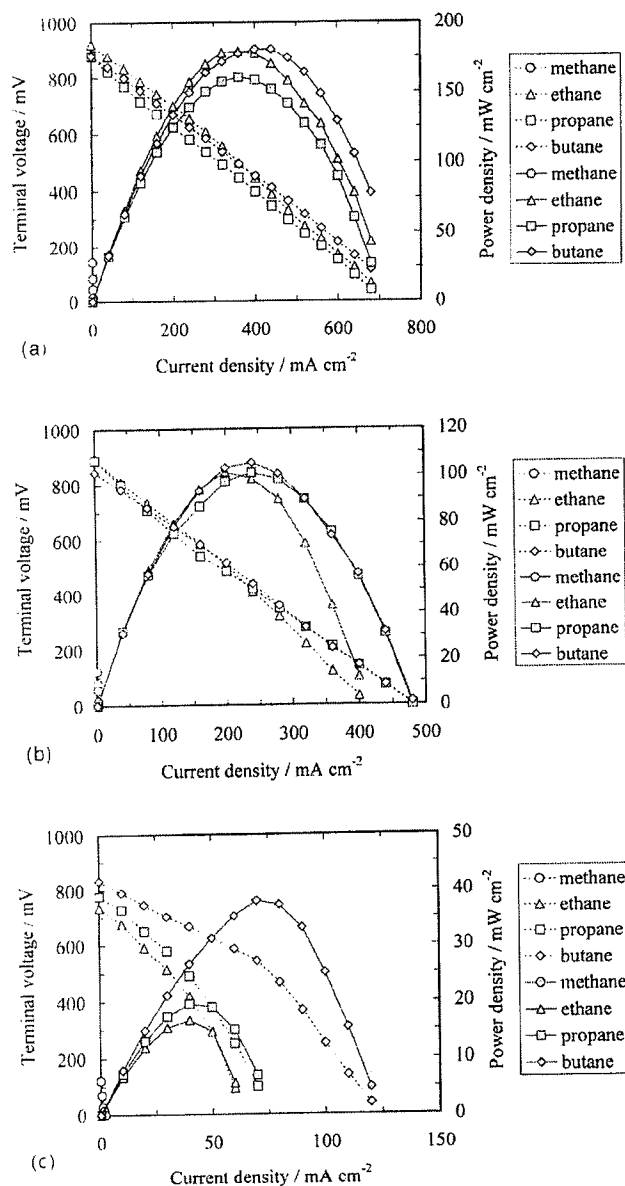 1000
800
600
400
200
0
Terminal voltage / mV
200
150
100
50
0
Power density / mW cm-2
0 200 400 600 800
Current density / mA cm-2
methane
ethane
propane
butane
methane
ethane
propane
butane
(a)
1000
800
600
400
200
0
Terminal voltage / mV
120
100
80
60
40
20
0
Power density / mW cm-2
0 100 200 300 400 500
Current density / mA cm-2
methane
ethane
propane
butane
methane
ethane
propane
butane
(b)
1000
800
600
400
200
0
Terminal voltage / mV
50
40
30
20
10
0
Power density / mW cm-2
0 50 100 150
Current density / mA cm-2
methane
ethane
propane
butane
methane
ethane
propane
butane
(c)